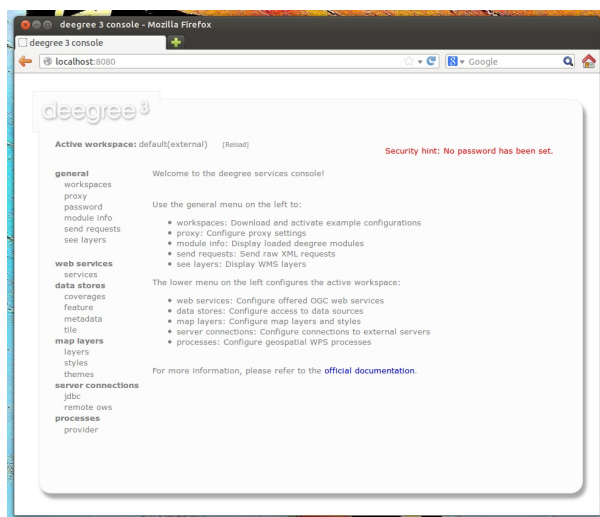 deegree 3 console - Mozilla Firefox
deegree 3 console
localhost:8080
Google
deegree 3
Active workspace: default(external) [Reload]
Security hint: No password has been set.
general
workspaces
proxy
password
module info
send requests
see layers
web services
services
data stores
coverages
feature
metadata
tile
map layers
layers
styles
themes
server connections
jdbc
remote ows
processes
provider
Welcome to the deegree services console!
Use the general menu on the left to:
• workspaces: Download and activate example configurations
• proxy: Configure proxy settings
• module info: Display loaded deegree modules
• send requests: Send raw XML requests
• see layers: Display WMS layers
The lower menu on the left configures the active workspace:
• web services: Configure offered OGC web services
• data stores: Configure access to data sources
• map layers: Configure map layers and styles
• server connections: Configure connections to external servers
• processes: Configure geospatial WPS processes
For more information, please refer to the official documentation.